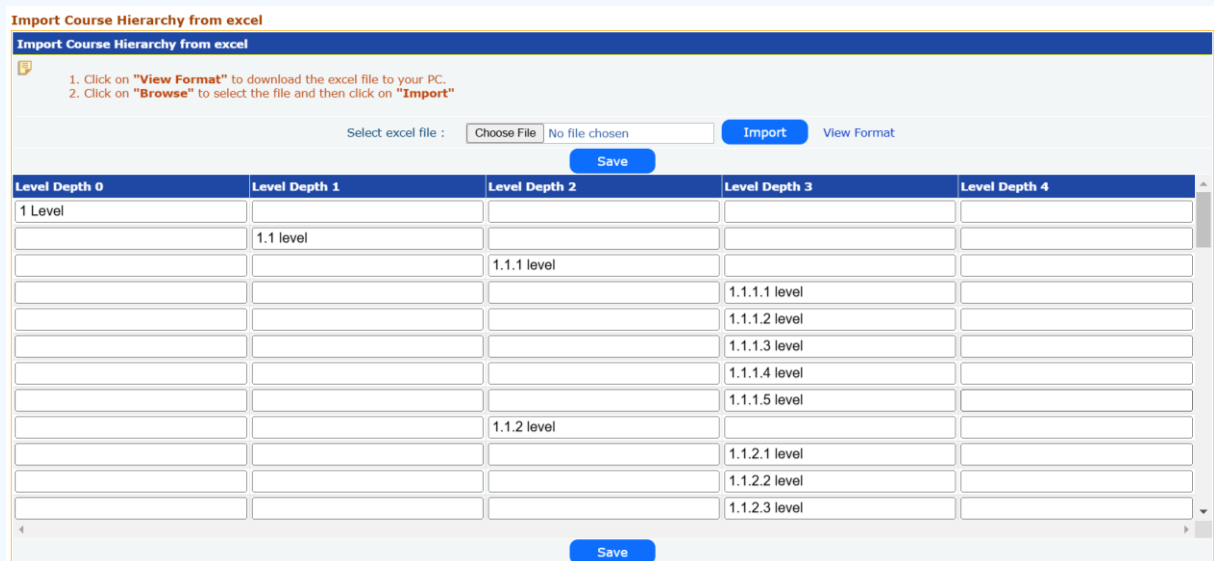 Import Course Hierarchy from excel
Import Course Hierarchy from excel
1. Click on "View Format" to download the excel file to your PC.
2. Click on "Browse" to select the file and then click on "Import"
Select excel file : Choose File No file chosen Import View Format
Save
Level Depth 0 Level Depth 1 Level Depth 2 Level Depth 3 Level Depth 4
1 Level
1.1 level
1.1.1 level
1.1.1.1 level
1.1.1.2 level
1.1.1.3 level
1.1.1.4 level
1.1.1.5 level
1.1.2 level
1.1.2.1 level
1.1.2.2 level
1.1.2.3 level
Save